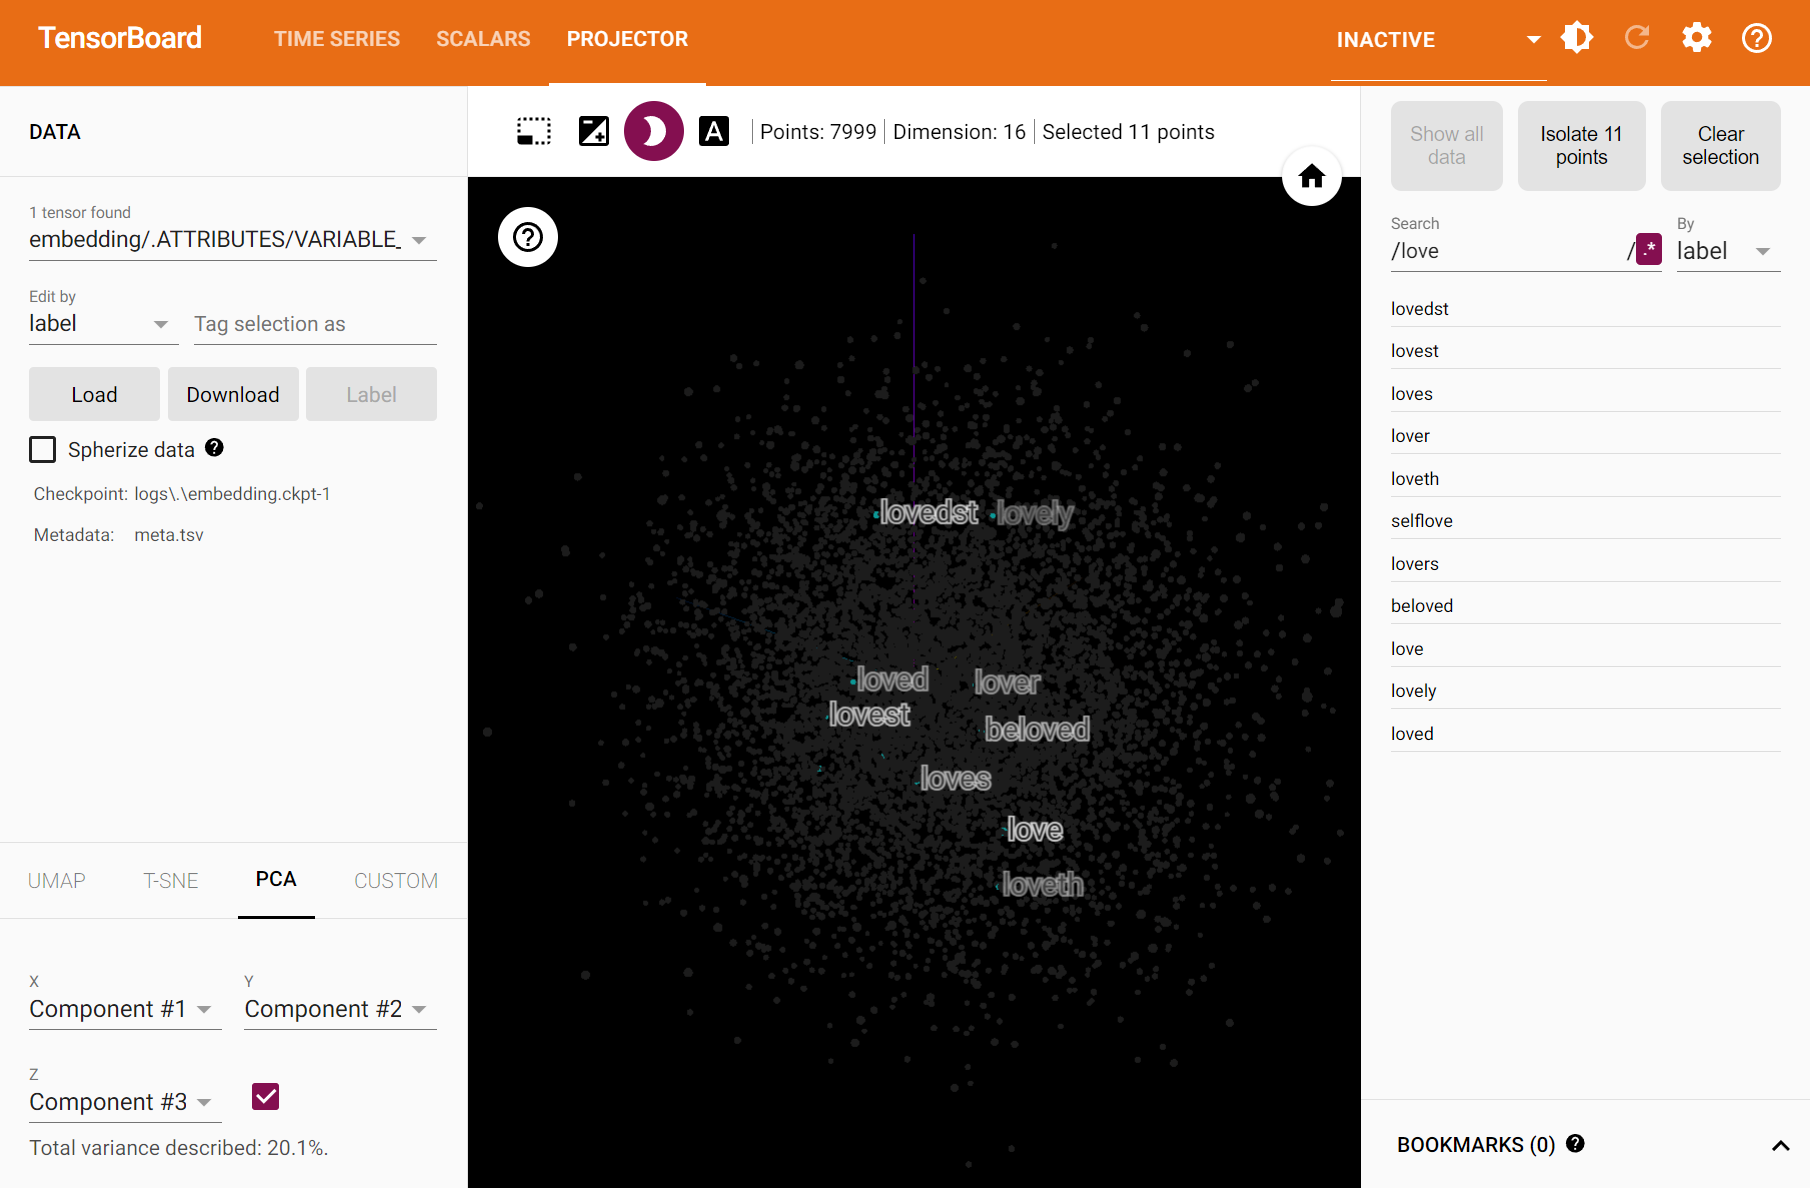 TensorBoard
TIME SERIES
SCALARS
PROJECTOR
INACTIVE
DATA
1 tensor found
embedding/.ATTRIBUTES/VARIABLE_
Edit by
label
Tag selection as
Load
Download
Label
Spherize data
Checkpoint: logs\.\embedding.ckpt-1
Metadata: meta.tsv
UMAP
T-SNE
PCA
CUSTOM
X
Component #1
Y
Component #2
Z
Component #3
Total variance described: 20.1%.
A
Points: 7999
Dimension: 16
Selected 11 points
lovedst
lovely
loved
lover
lovest
beloved
loves
love
loveth
Show all
data
Isolate 11
points
Clear
selection
Search
/love
/
.*
By
label
lovedst
lovest
loves
lover
loveth
selflove
lovers
beloved
love
lovely
loved
BOOKMARKS (0)